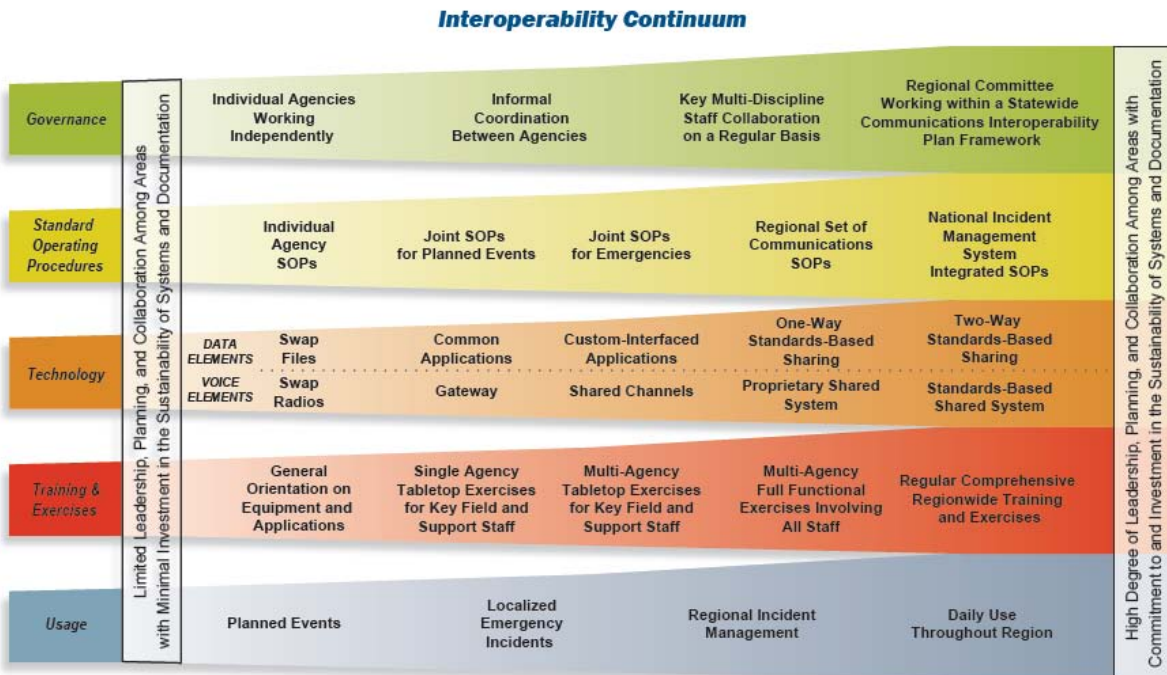 Interoperability Continuum
Limited Leadership, Planning, and Collaboration Among Areas
with Minimal Investment in the Sustainability of Systems and Documentation
Governance
Individual Agencies
Working
Independently
Informal
Coordination
Between Agencies
Key Multi-Discipline
Staff Collaboration
on a Regular Basis
Regional Committee
Working within a Statewide
Communications Interoperability
Plan Framework
Standard
Operating
Procedures
Individual
Agency
SOPs
Joint SOPs
for Planned Events
Joint SOPs
for Emergencies
Regional Set of
Communications
SOPs
National Incident
Management
System
Integrated SOPs
Technology
DATA
ELEMENTS
Swap
Files
Common
Applications
Custom-Interfaced
Applications
One-Way
Standards-Based
Sharing
Two-Way
Standards-Based
Sharing
VOICE
ELEMENTS
Swap
Radios
Gateway
Shared Channels
Proprietary Shared
System
Standards-Based
Shared System
Training &
Exercises
General
Orientation on
Equipment and
Applications
Single Agency
Tabletop Exercises
for Key Field and
Support Staff
Multi-Agency
Tabletop Exercises
for Key Field and
Support Staff
Multi-Agency
Full Functional
Exercises Involving
All Staff
Regular Comprehensive
Regionwide Training
and Exercises
Usage
Planned Events
Localized
Emergency
Incidents
Regional Incident
Management
Daily Use
Throughout Region
High Degree of Leadership, Planning, and Collaboration Among Areas with
Commitment to and Investment in the Sustainability of Systems and Documentation